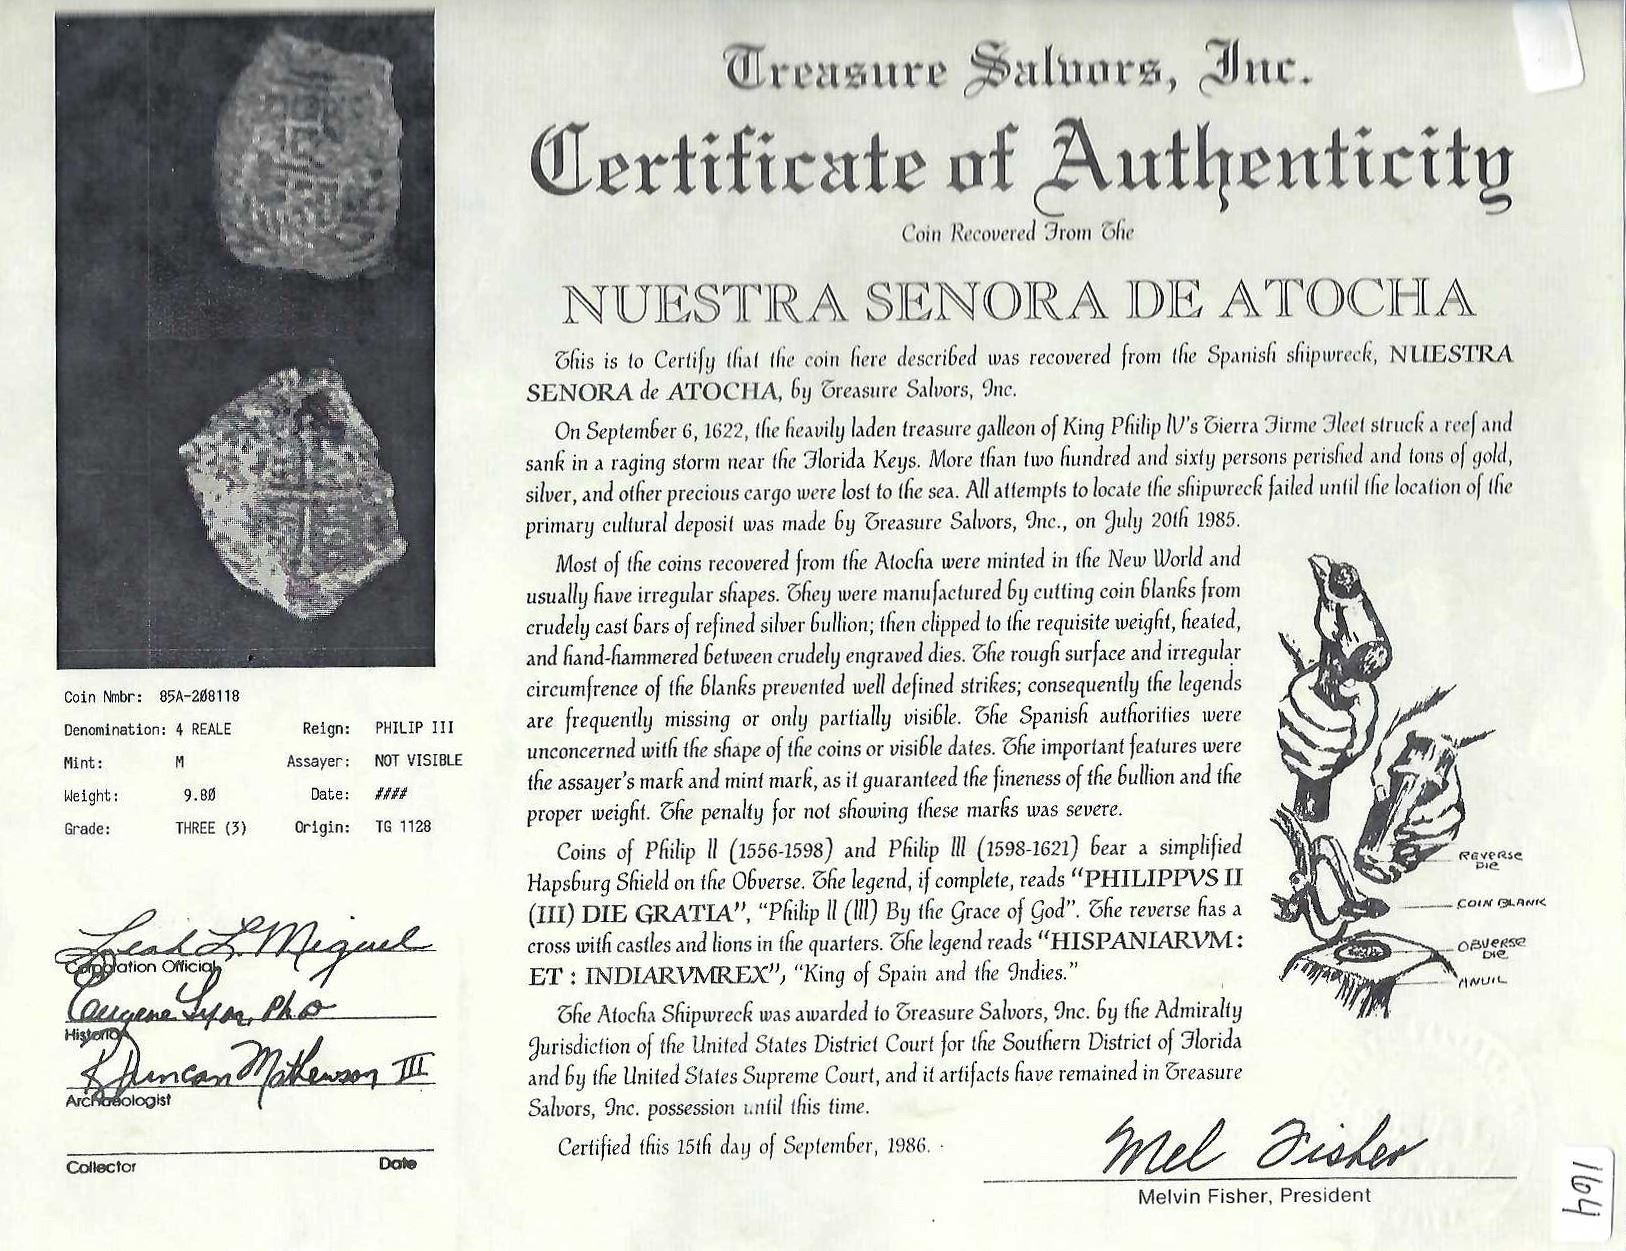 Treasure Salvors, Inc.
Certificate of Authenticity
Coin Recovered From The
NUESTRA SENORA DE ATOCHA
This is to Certify that the coin here described was recovered from the Spanish shipwreck, NUESTRA
SENORA de ATOCHA, by Treasure Salvors, Inc.
On September 6, 1622, the heavily laden treasure galleon of King Philip IV's Tierra Firme Fleet struck a reef and
sank in a raging storm near the Florida Keys. More than two hundred and sixty persons perished and tons of gold,
silver, and other precious cargo were lost to the sea. All attempts to locate the shipwreck failed until the location of the
primary cultural deposit was made by Treasure Salvors, Inc., on July 20th 1985.
Most of the coins recovered from the Atocha were minted in the New World and
usually have irregular shapes. They were manufactured by cutting coin blanks from
crudely cast bars of refined silver bullion; then clipped to the requisite weight, heated,
and hand-hammered between crudely engraved dies. The rough surface and irregular
circumfrence of the blanks prevented well defined strikes; consequently the legends
are frequently missing or only partially visible. The Spanish authorities were
unconcerned with the shape of the coins or visible dates. The important features were
the assayer's mark and mint mark, as it guaranteed the fineness of the bullion and the
proper weight. The penalty for not showing these marks was severe.
Coins of Philip II (1556-1598) and Philip III (1598-1621) bear a simplified
Hapsburg Shield on the Obverse. The legend, if complete, reads "PHILIPPVS II
(III) DIE GRATIA", "Philip II (III) By the Grace of God". The reverse has a
cross with castles and lions in the quarters. The legend reads "HISPANIARVM :
ET : INDIARVMREX", "King of Spain and the Indies."
The Atocha Shipwreck was awarded to Treasure Salvors, Inc. by the Admiralty
Jurisdiction of the United States District Court for the Southern District of Florida
and by the United States Supreme Court, and it artifacts have remained in Treasure
Salvors, Inc. possession until this time.
Certified this 15th day of September, 1986.
REVERSE
DIE
COIN BLANK
OBVERSE
DIE
ANVIL
Mel Fisher
Melvin Fisher, President
Coin Nmbr: 85A-208118
Denomination: 4 REALE Reign: PHILIP III
Mint: M Assayer: NOT VISIBLE
Weight: 9.80 Date: ####
Grade: THREE (3) Origin: TG 1128
Leah L. Miguel
Corporation Official
Eugene Lyon, PhD
Historian
R Duncan Mathewson III
Archaeologist
Collector Date
164